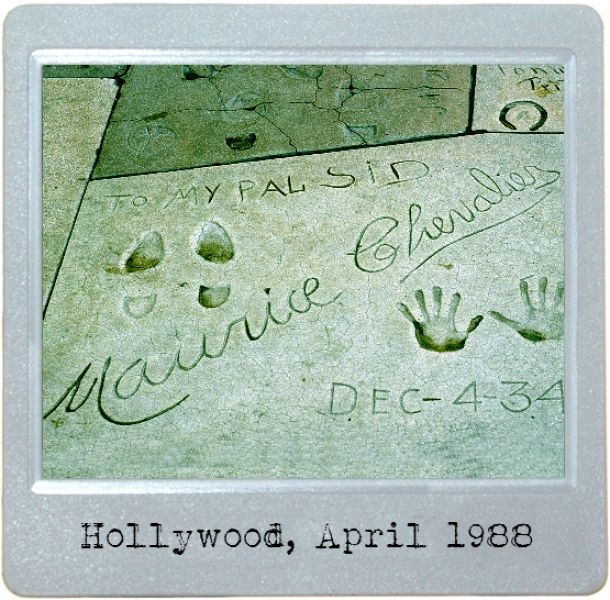 TO MY PAL SID
Maurice Chevalier
DEC-4-34
Hollywood, April 1988